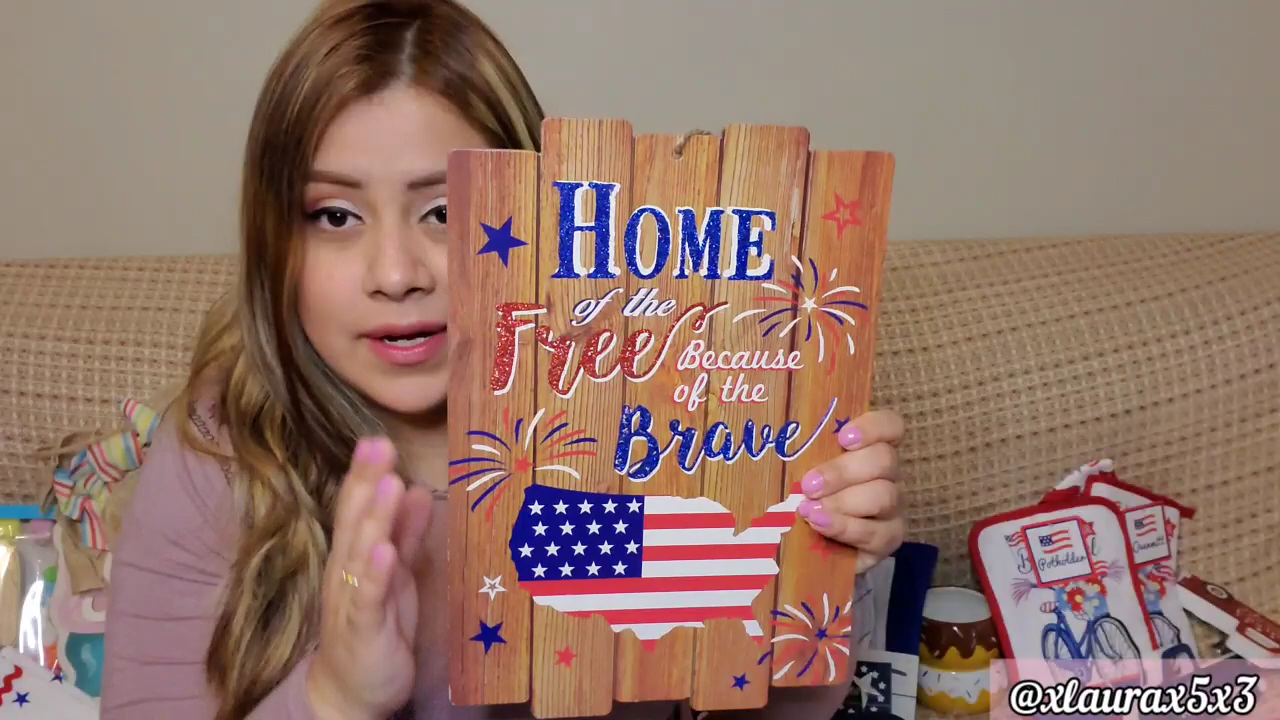 HOME
of the
Free Because
of the
Brave
Potholder
@xlaurax5x3